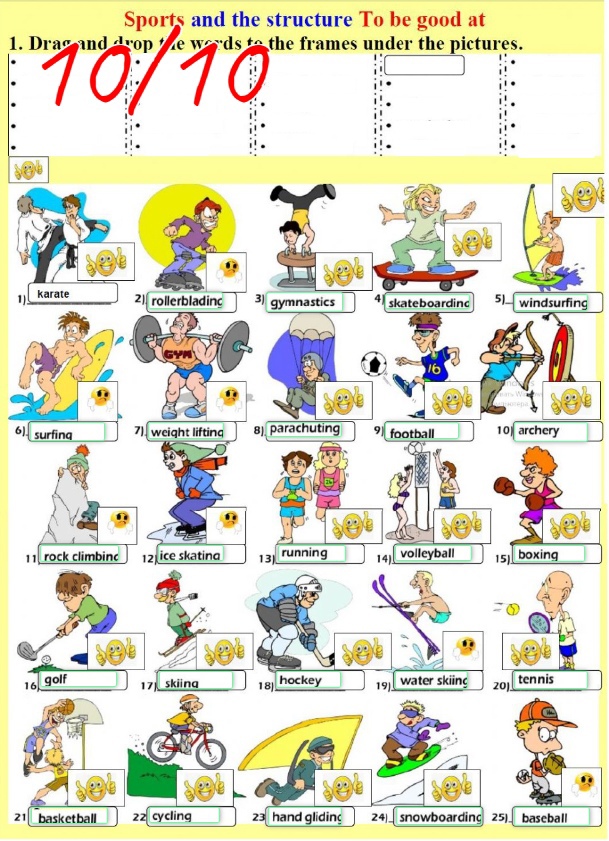 Sports and the structure To be good at
1. Drag and drop the words to the frames under the pictures.
10/10
1) karate
2) rollerblading
3) gymnastics
4) skateboarding
5) windsurfing
GYM
16
6) surfing
7) weight lifting
8) parachuting
9) football
10) archery
11) rock climbing
12) ice skating
13) running
14) volleyball
15) boxing
16) golf
17) skiing
18) hockey
19) water skiing
20) tennis
21 basketball
22 cycling
23 hand gliding
24) snowboarding
25) baseball